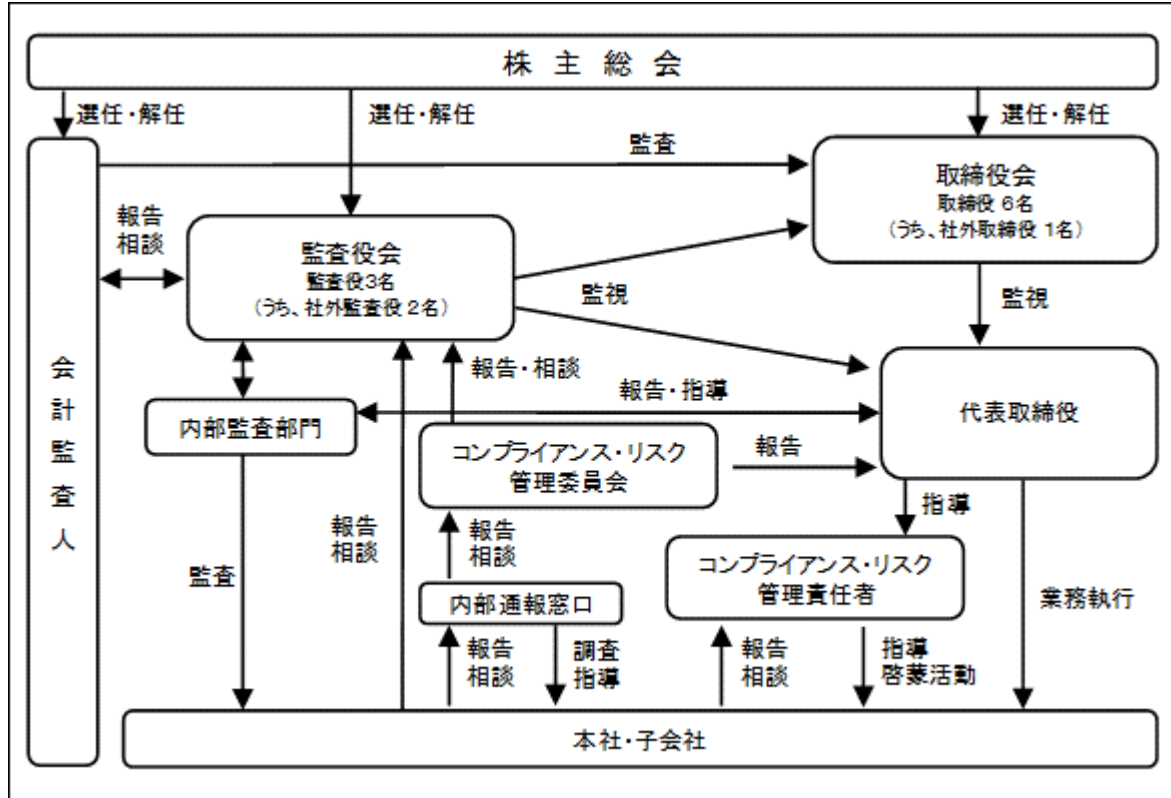 株主総会
選任・解任
選任・解任
選任・解任
監査
取締役会
取締役 6名
(うち、社外取締役 1名)
報告
相談
監査役会
監査役3名
(うち、社外監査役 2名)
監視
監視
会計監査人
報告・相談
報告・指導
代表取締役
内部監査部門
コンプライアンス・リスク
管理委員会
報告
指導
報告
相談
報告
相談
監査
コンプライアンス・リスク
管理責任者
内部通報窓口
業務執行
報告
相談
調査
指導
報告
相談
指導
啓蒙活動
本社・子会社